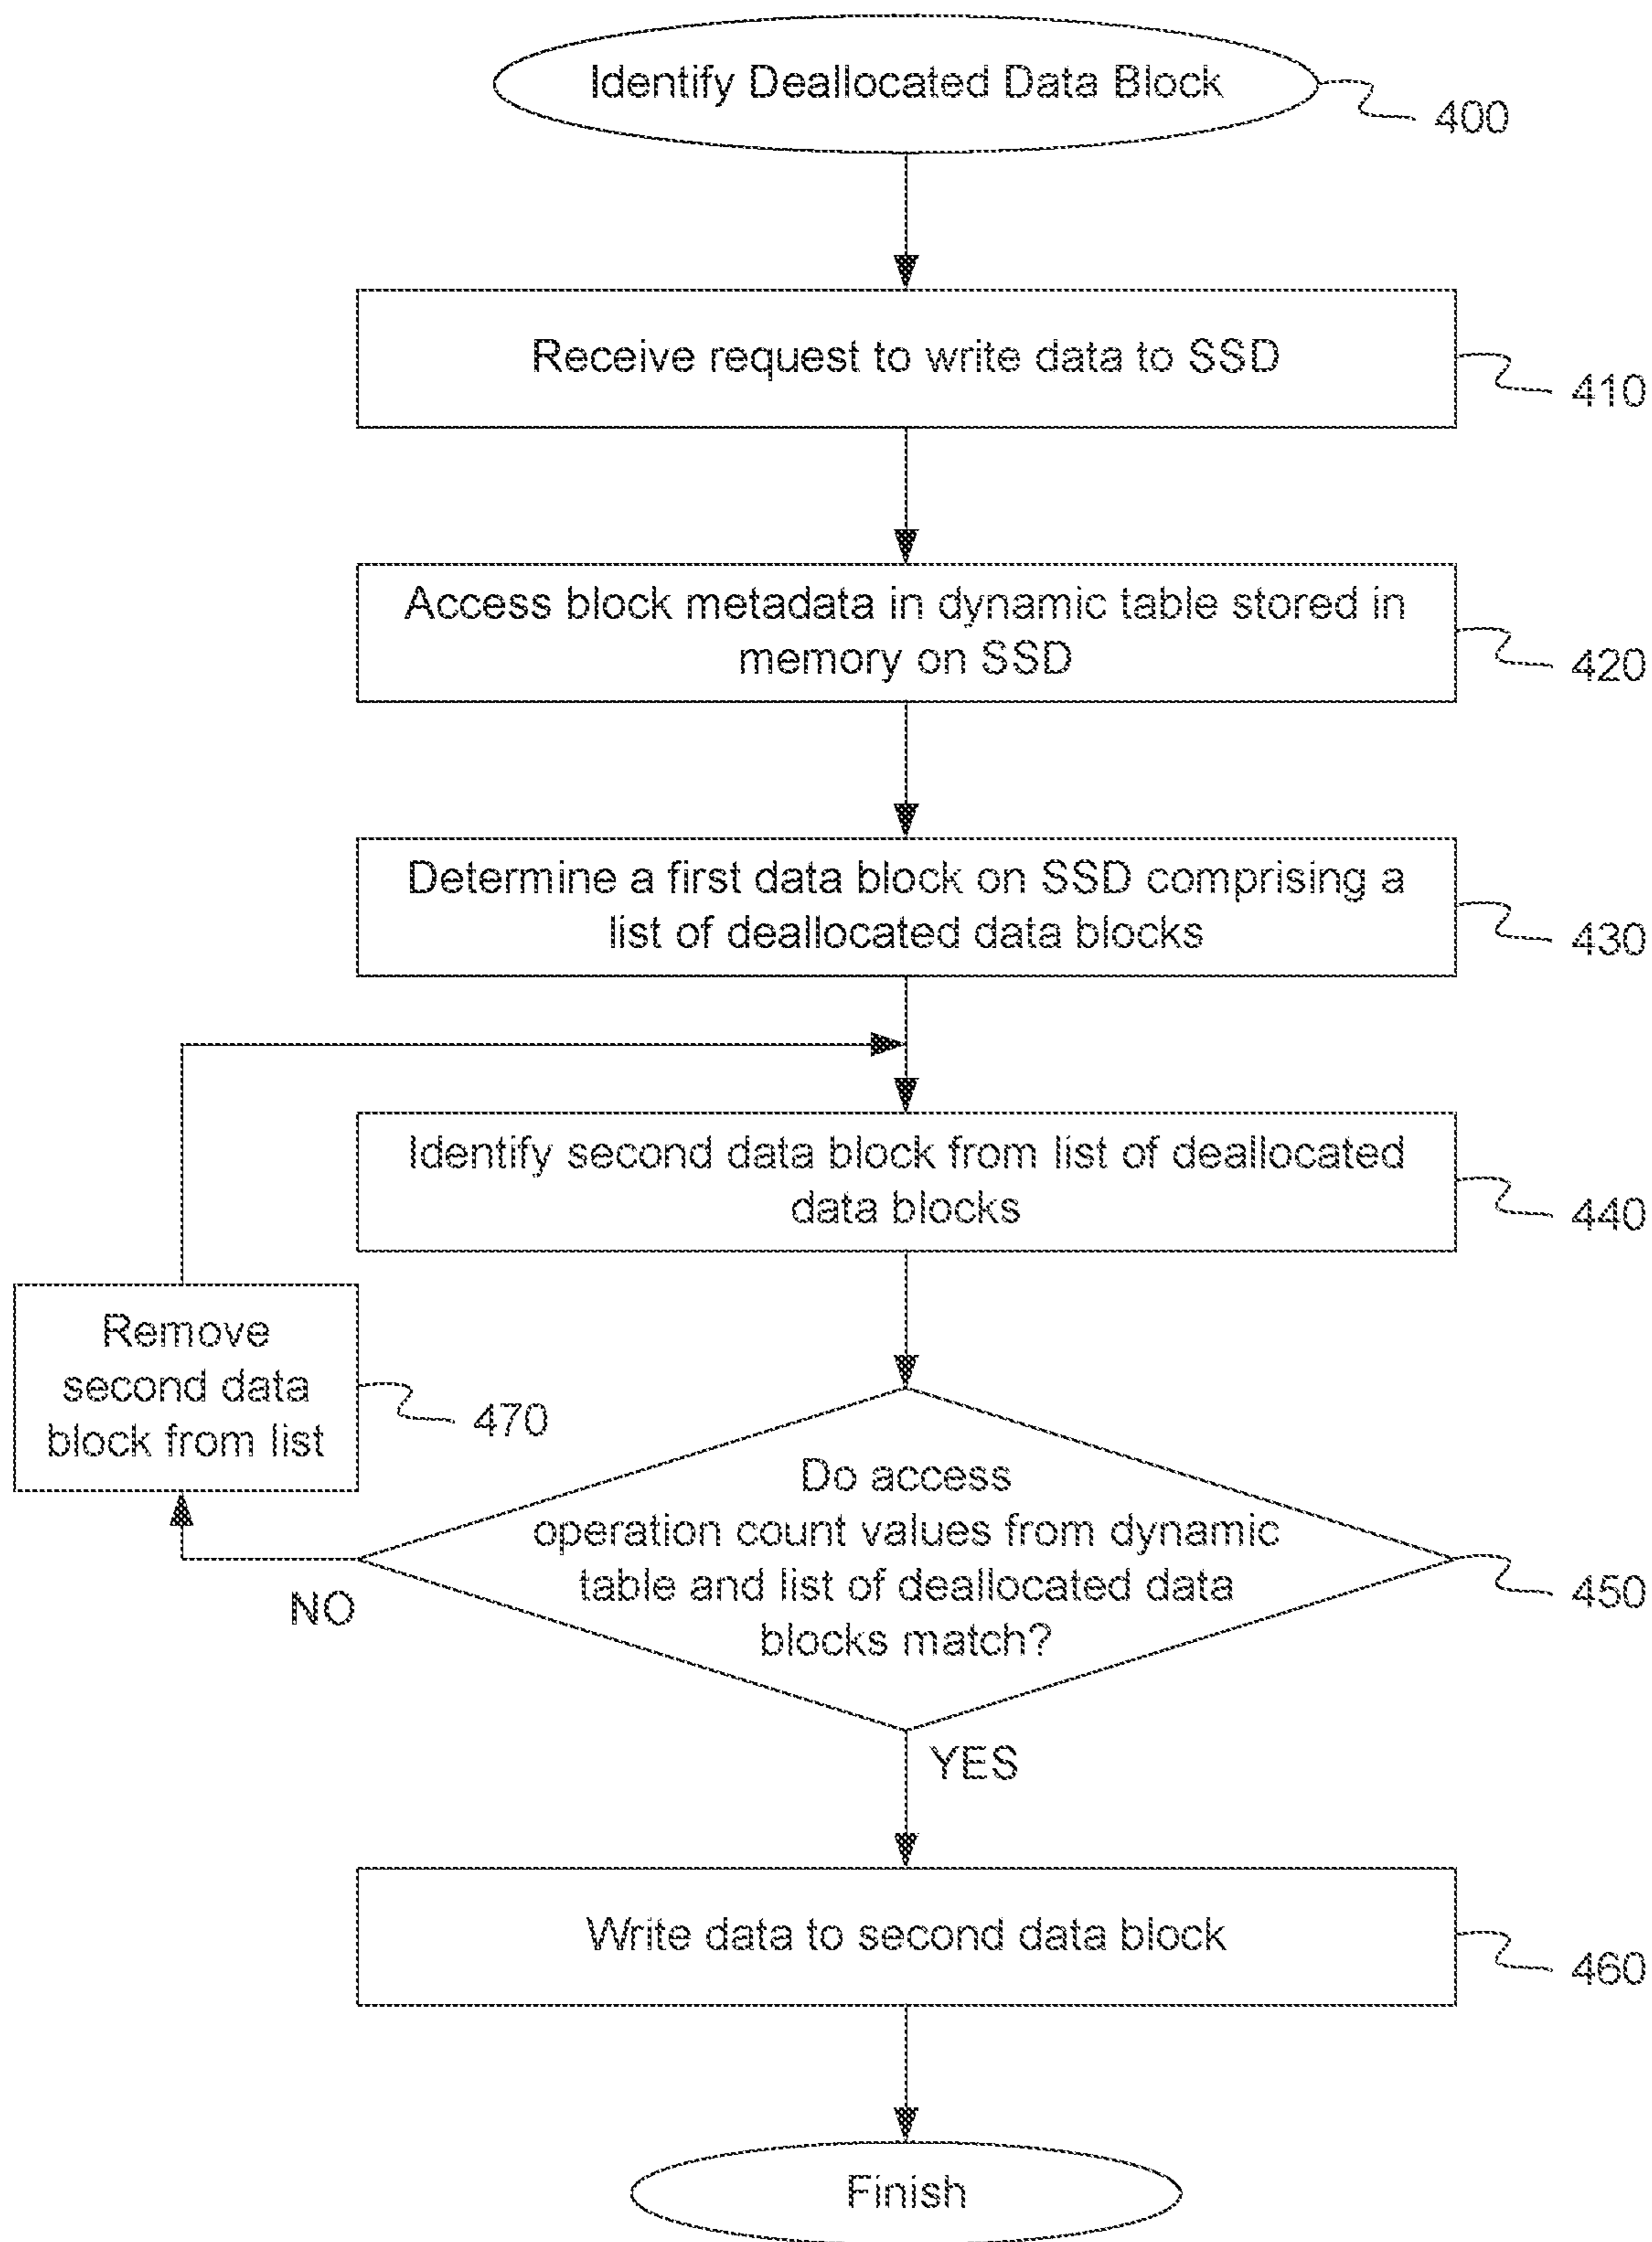 Identify Deallocated Data Block
400
Receive request to write data to SSD
410
Access block metadata in dynamic table stored in
memory on SSD
420
Determine a first data block on SSD comprising a
list of deallocated data blocks
430
Identify second data block from list of deallocated
data blocks
440
Remove
second data
block from list
470
Do access
operation count values from dynamic
table and list of deallocated data
blocks match?
450
NO
YES
Write data to second data block
460
Finish